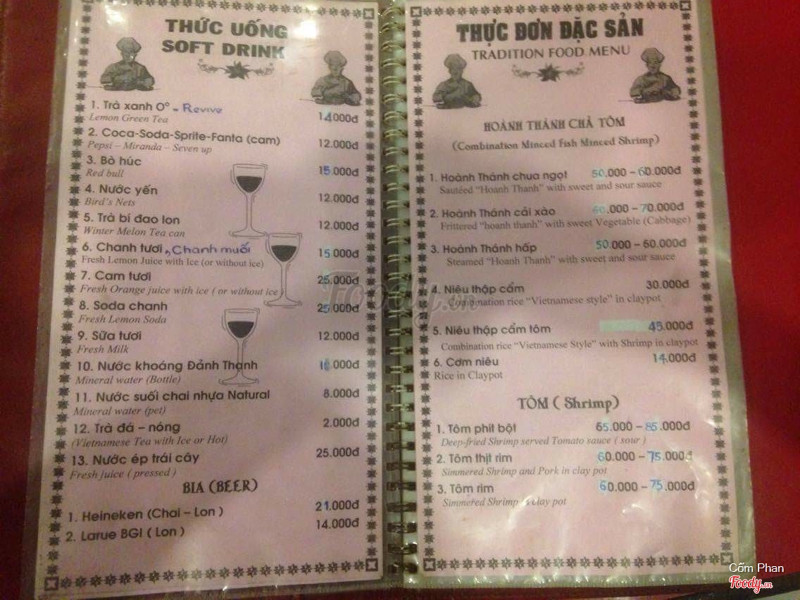 THỨC UỐNG
SOFT DRINK
1. Trà xanh O° - Revive 14.000đ
Lemon Green Tea
2. Coca-Soda-Sprite-Fanta (cam) 12.000đ
Pepsi – Miranda – Seven up
3. Bò húc 15.000đ
Red bull
4. Nước yến 12.000đ
Bird's Nets
5. Trà bí đao lon 12.000đ
Winter Melon Tea can
6. Chanh tươi, Chanh muối 15.000đ
Fresh Lemon Juice with Ice (or without ice)
7. Cam tươi 25.000đ
Fresh Orange juice with ice ( or without ice )
8. Soda chanh 25.000đ
Fresh Lemon Soda
9. Sữa tươi 12.000đ
Fresh Milk
10. Nước khoáng Đảnh Thạnh
Mineral water (Bottle)
11. Nước suối chai nhựa Natural 8.000đ
Mineral water (pet)
12. Trà đá – nóng 2.000đ
(Vietnamese Tea with Ice or Hot)
13. Nước ép trái cây 25.000đ
Fresh juice ( pressed )
BIA (BEER)
1. Heineken (Chai – Lon ) 21.000đ
2. Larue BGI ( Lon ) 14.000đ
THỰC ĐƠN ĐẶC SẢN
TRADITION FOOD MENU
HOÀNH THÁNH CHẢ TÔM
(Combination Minced Fish Minced Shrimp)
1. Hoành Thánh chua ngọt 50.000 – 60.000đ
Sautéed "Hoanh Thanh" with sweet and sour sauce
2. Hoành Thánh cải xào 60.000 – 70.000đ
Frittered "hoanh thanh" with sweet Vegetable (Cabbage)
3. Hoành Thánh hấp 50.000 – 60.000đ
Steamed "Hoanh Thanh" with sweet and sour sauce
4. Niêu thập cẩm 30.000đ
Combination rice "Vietnamese style" in claypot
5. Niêu thập cẩm tôm 45.000đ
Combination rice "Vietnamese Style" with Shrimp in claypot
6. Cơm niêu 14.000đ
Rice in Claypot
TÔM ( Shrimp)
1. Tôm phit bột 65.000 – 85.000đ
Deep-fried Shrimp served Tomato sauce ( sour )
2. Tôm thịt rim 60.000 – 75.000đ
Simmered Shrimp and Pork in clay pot
3. Tôm rim 60.000 – 75.000đ
Simmered Shrimp in clay pot
Foody.vn
Cốm Phan
Foody.vn